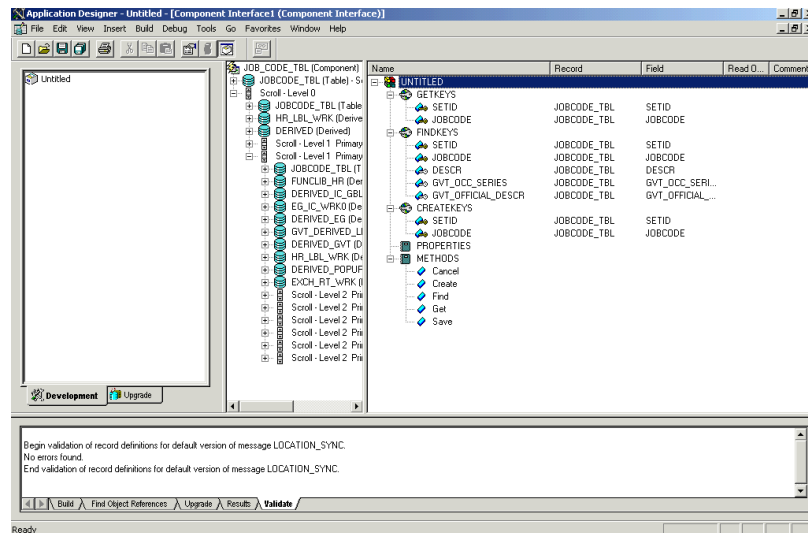 Application Designer - Untitled - [Component Interface1 (Component Interface)]
File Edit View Insert Build Debug Tools Go Favorites Window Help
Untitled
Development Upgrade
JOB_CODE_TBL (Component)
JOBCODE_TBL (Table) - S
Scroll - Level 0
JOBCODE_TBL (Table
HR_LBL_WRK (Derive
DERIVED (Derived)
Scroll - Level 1 Primary
Scroll - Level 1 Primary
JOBCODE_TBL (T
FUNCLIB_HR (Der
DERIVED_IC_GBL
EG_IC_WRK0 (De
DERIVED_EG (De
GVT_DERIVED_LI
DERIVED_GVT (D
HR_LBL_WRK (De
DERIVED_POPUF
EXCH_RT_WRK (
Scroll - Level 2 Pri
Scroll - Level 2 Pri
Scroll - Level 2 Pri
Scroll - Level 2 Pri
Scroll - Level 2 Pri
Scroll - Level 2 Pri
Name Record Field Read O... Comment
UNTITLED
GETKEYS
SETID JOBCODE_TBL SETID
JOBCODE JOBCODE_TBL JOBCODE
FINDKEYS
SETID JOBCODE_TBL SETID
JOBCODE JOBCODE_TBL JOBCODE
DESCR JOBCODE_TBL DESCR
GVT_OCC_SERIES JOBCODE_TBL GVT_OCC_SERI...
GVT_OFFICIAL_DESCR JOBCODE_TBL GVT_OFFICIAL_...
CREATEKEYS
SETID JOBCODE_TBL SETID
JOBCODE JOBCODE_TBL JOBCODE
PROPERTIES
METHODS
Cancel
Create
Find
Get
Save
Begin validation of record definitions for default version of message LOCATION_SYNC.
No errors found.
End validation of record definitions for default version of message LOCATION_SYNC.
Build Find Object References Upgrade Results Validate
Ready